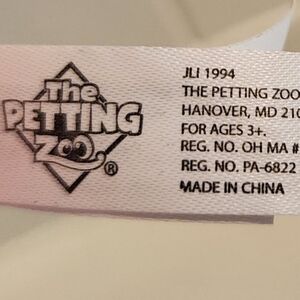 The
PETTING
Zoo®
JLI 1994
THE PETTING ZOO
HANOVER, MD 210
FOR AGES 3+.
REG. NO. OH MA #
REG. NO. PA-6822
MADE IN CHINA